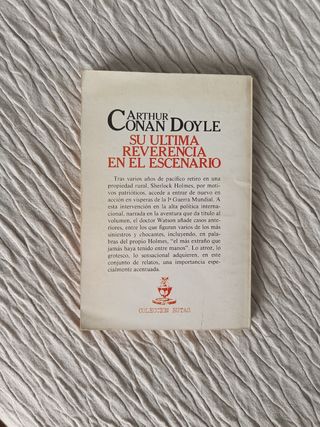 ARTHUR
CONAN DOYLE
SU ULTIMA
REVERENCIA
EN EL ESCENARIO
Tras varios años de pacífico retiro en una
propiedad rural, Sherlock Holmes, por moti-
vos patrióticos, accede a entrar de nuevo en
acción en vísperas de la Iª Guerra Mundial. A
esta intervención en la alta política interna-
cional, narrada en la aventura que da título al
volumen, el doctor Watson añade casos ante-
riores, entre los que figuran varios de los más
siniestros y chocantes, incluyendo, en pala-
bras del propio Holmes, "el más extraño que
jamás haya tenido entre manos". Lo atroz, lo
grotesco, lo sensacional adquieren, en este
conjunto de relatos, una importancia espe-
cialmente acentuada.
COLECCION BUTAC